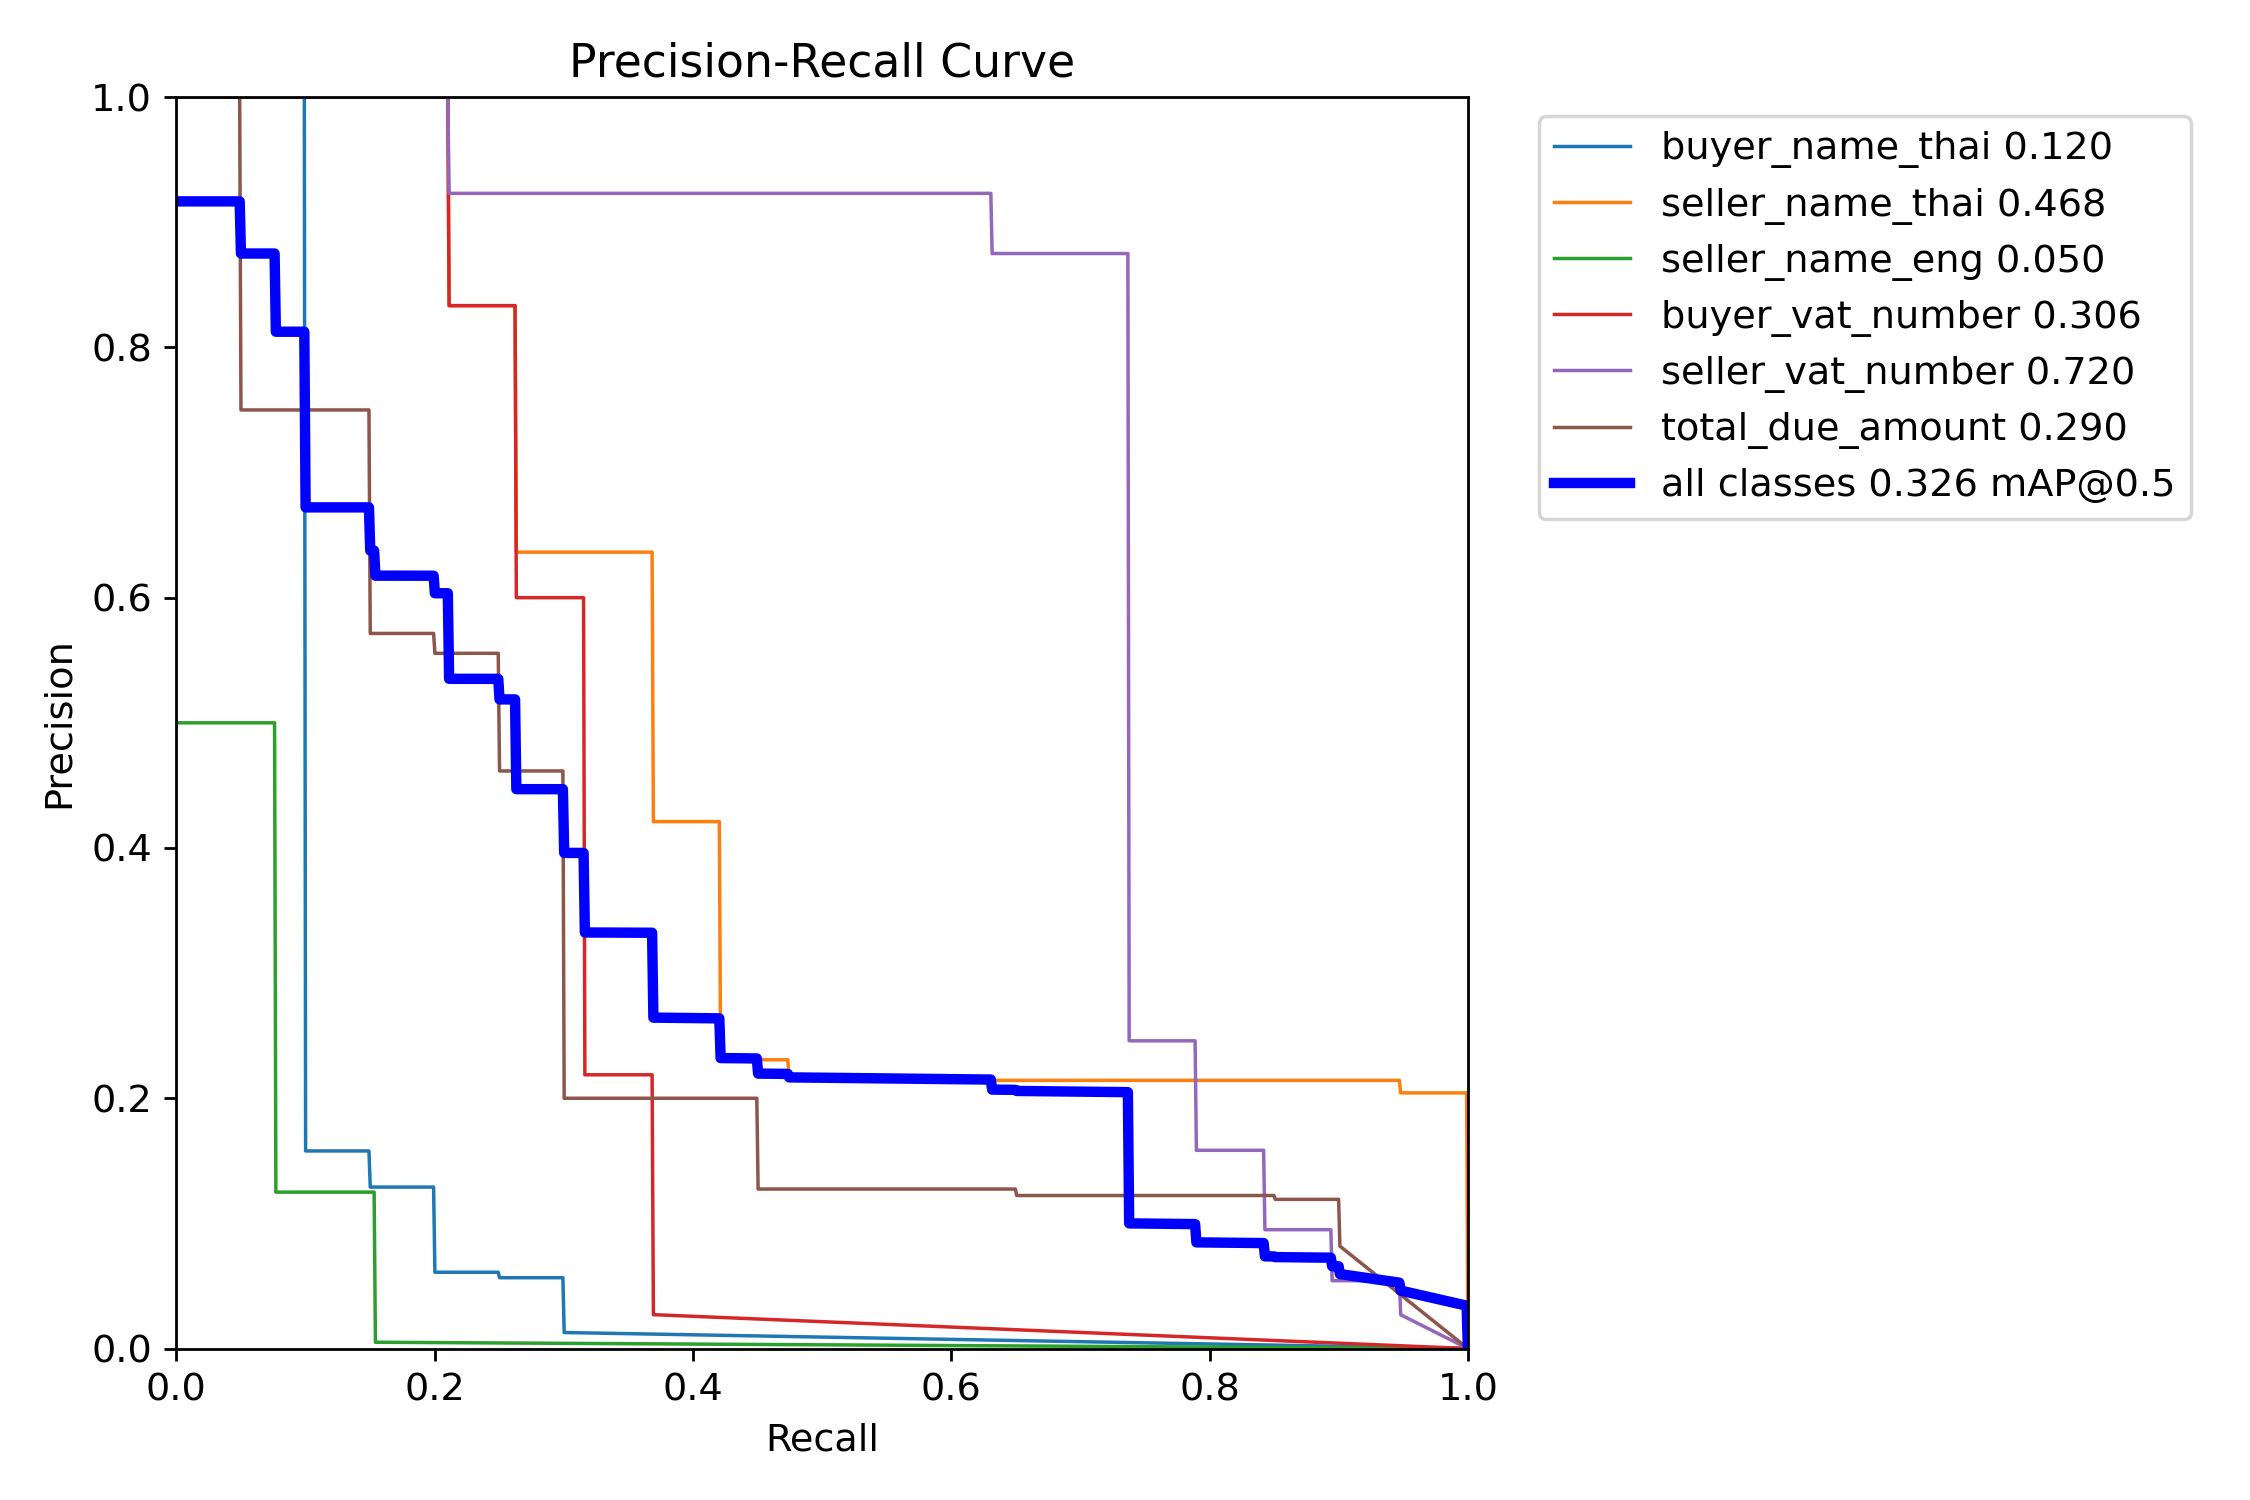 Precision-Recall Curve
1.0
0.8
0.6
0.4
0.2
0.0
Precision
0.0 0.2 0.4 0.6 0.8 1.0
Recall
buyer_name_thai 0.120
seller_name_thai 0.468
seller_name_eng 0.050
buyer_vat_number 0.306
seller_vat_number 0.720
total_due_amount 0.290
all classes 0.326 mAP@0.5